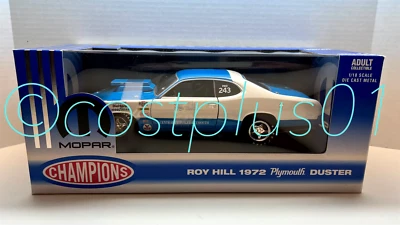 ADULT
COLLECTIBLE
1/18 SCALE
DIE CAST METAL
243
©costplus01
MOPAR
CHAMPIONS
ROY HILL 1972 Plymouth DUSTER